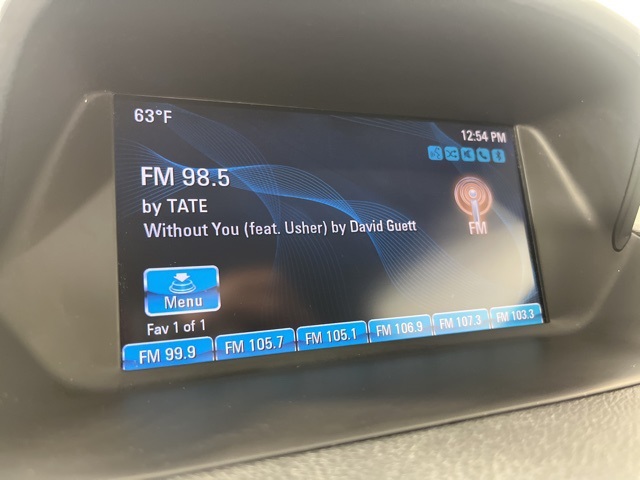 63°F
12:54 PM
FM 98.5
by TATE
Without You (feat. Usher) by David Guett
FM
Menu
Fav 1 of 1
FM 99.9 FM 105.7 FM 105.1 FM 106.9 FM 107.3 FM 103.3